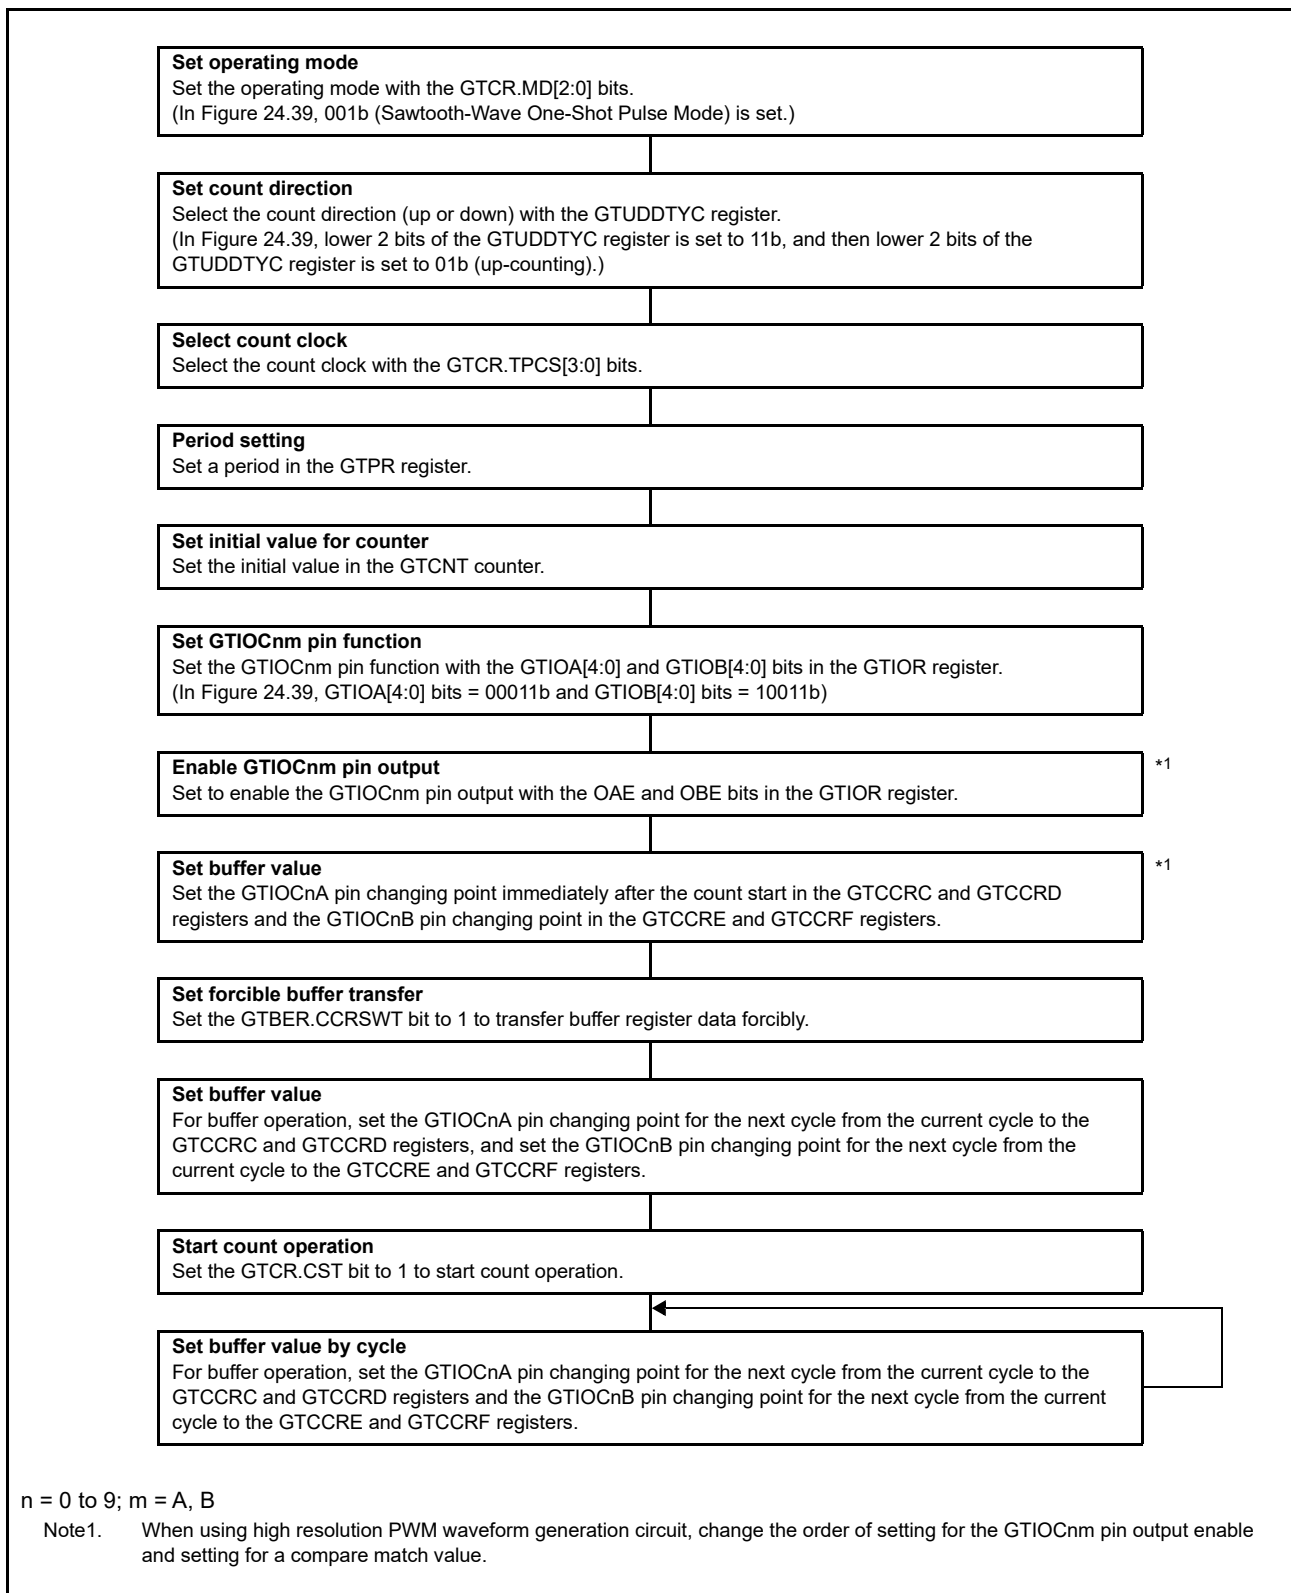 Set operating mode
Set the operating mode with the GTCR.MD[2:0] bits.
(In Figure 24.39, 001b (Sawtooth-Wave One-Shot Pulse Mode) is set.)
Set count direction
Select the count direction (up or down) with the GTUDDTYC register.
(In Figure 24.39, lower 2 bits of the GTUDDTYC register is set to 11b, and then lower 2 bits of the
GTUDDTYC register is set to 01b (up-counting).)
Select count clock
Select the count clock with the GTCR.TPCS[3:0] bits.
Period setting
Set a period in the GTPR register.
Set initial value for counter
Set the initial value in the GTCNT counter.
Set GTIOCnm pin function
Set the GTIOCnm pin function with the GTIOA[4:0] and GTIOB[4:0] bits in the GTIOR register.
(In Figure 24.39, GTIOA[4:0] bits = 00011b and GTIOB[4:0] bits = 10011b)
Enable GTIOCnm pin output *1
Set to enable the GTIOCnm pin output with the OAE and OBE bits in the GTIOR register.
Set buffer value *1
Set the GTIOCnA pin changing point immediately after the count start in the GTCCRC and GTCCRD
registers and the GTIOCnB pin changing point in the GTCCRE and GTCCRF registers.
Set forcible buffer transfer
Set the GTBER.CCRSWT bit to 1 to transfer buffer register data forcibly.
Set buffer value
For buffer operation, set the GTIOCnA pin changing point for the next cycle from the current cycle to the
GTCCRC and GTCCRD registers, and set the GTIOCnB pin changing point for the next cycle from the
current cycle to the GTCCRE and GTCCRF registers.
Start count operation
Set the GTCR.CST bit to 1 to start count operation.
Set buffer value by cycle
For buffer operation, set the GTIOCnA pin changing point for the next cycle from the current cycle to the
GTCCRC and GTCCRD registers and the GTIOCnB pin changing point for the next cycle from the current
cycle to the GTCCRE and GTCCRF registers.
n = 0 to 9; m = A, B
Note1. When using high resolution PWM waveform generation circuit, change the order of setting for the GTIOCnm pin output enable
and setting for a compare match value.